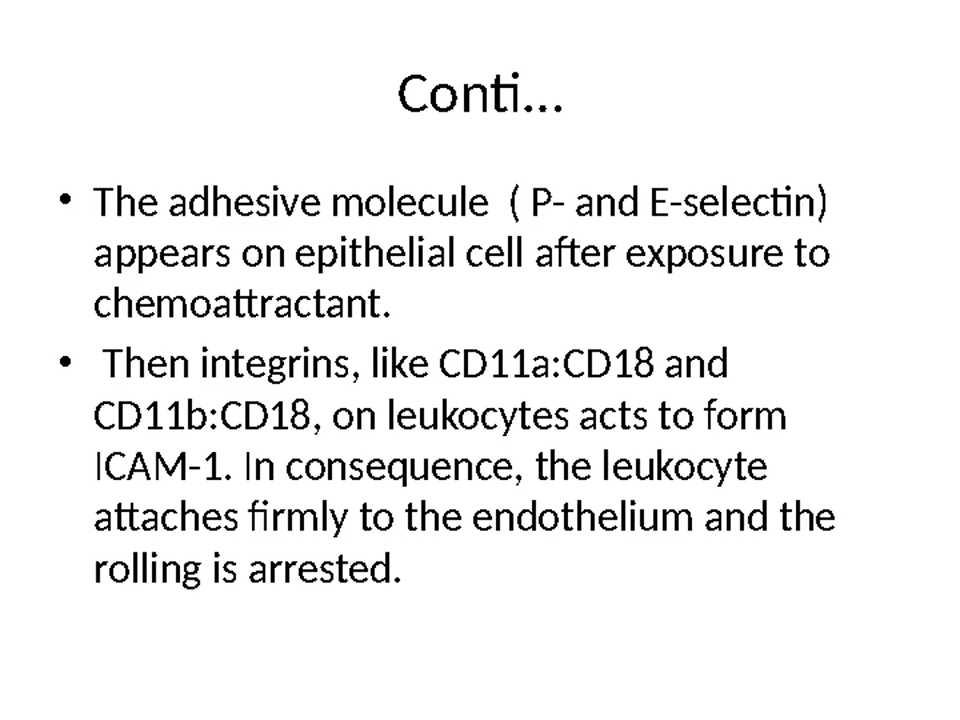 Conti...
• The adhesive molecule  ( P- and E-selectin)
appears on epithelial cell after exposure to
chemoattractant.
•  Then integrins, like CD11a:CD18 and
CD11b:CD18, on leukocytes acts to form
ICAM-1. In consequence, the leukocyte
attaches firmly to the endothelium and the
rolling is arrested.